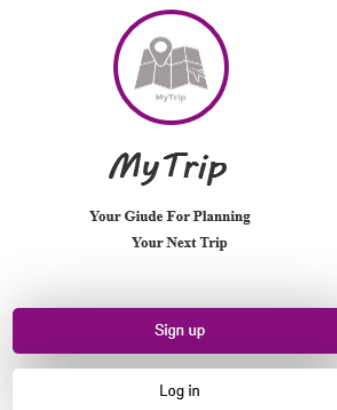 MyTrip
MyTrip
Your Giude For Planning
Your Next Trip
Sign up
Log in